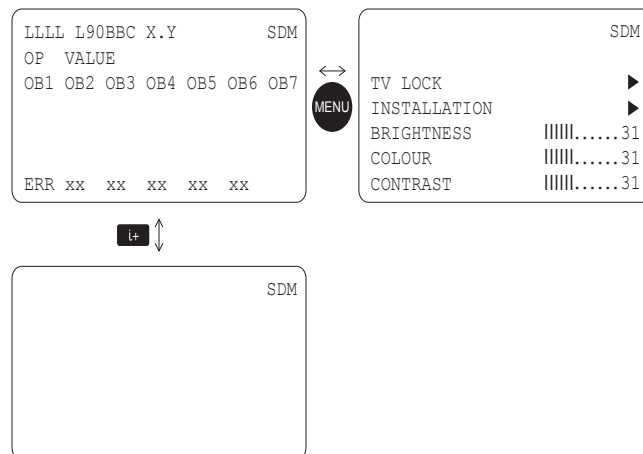 LLLL L90BBC X.Y SDM
OP VALUE
OB1 OB2 OB3 OB4 OB5 OB6 OB7
ERR xx xx xx xx xx
MENU
SDM
TV LOCK ▶
INSTALLATION ▶
BRIGHTNESS ||||||......31
COLOUR ||||||......31
CONTRAST ||||||......31
i+
SDM